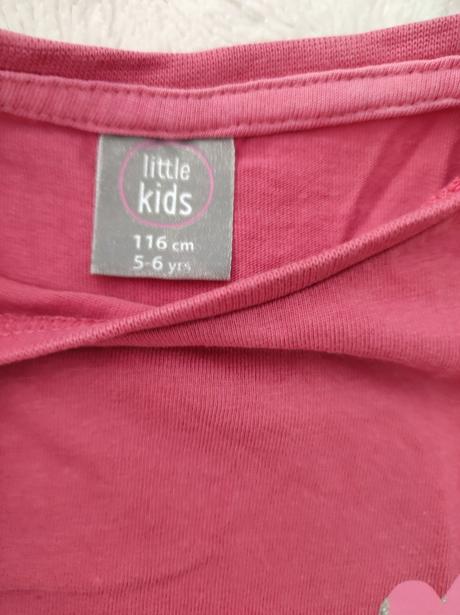 little
kids
116 cm
5-6 yrs